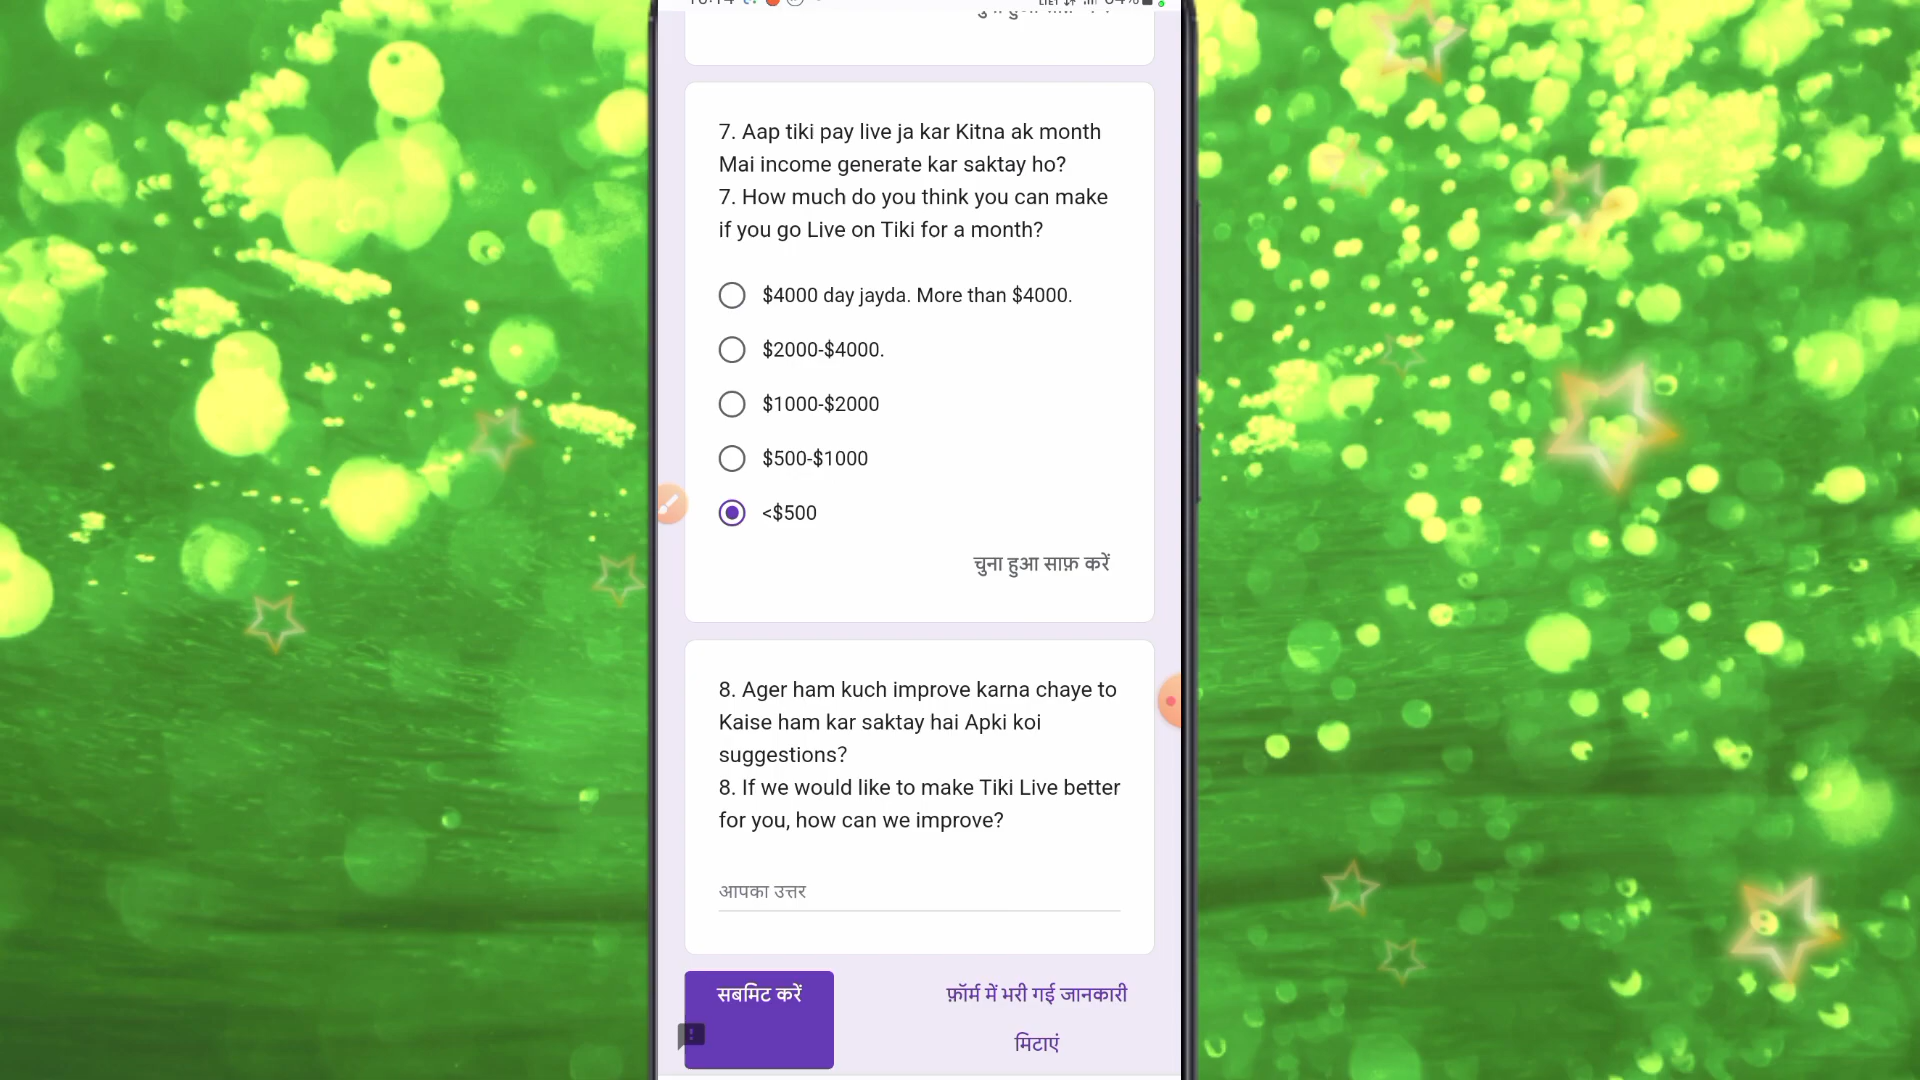 7. Aap tiki pay live ja kar Kitna ak month
Mai income generate kar saktay ho?
7. How much do you think you can make
if you go Live on Tiki for a month?
$4000 day jayda. More than $4000.
$2000-$4000.
$1000-$2000
$500-$1000
<$500
चुना हुआ साफ़ करें
8. Ager ham kuch improve karna chaye to
Kaise ham kar saktay hai Apki koi
suggestions?
8. If we would like to make Tiki Live better
for you, how can we improve?
आपका उत्तर
सबमिट करें
फ़ॉर्म में भरी गई जानकारी
मिटाएं